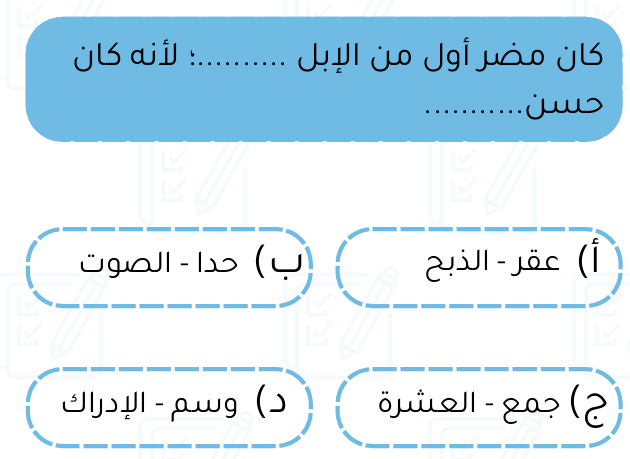 كان مضر أول من الإبل ..........؛ لأنه كان
حسن...........
أ) عقر - الذبح
ب) حدا - الصوت
ج) جمع - العشرة
د) وسم - الإدراك